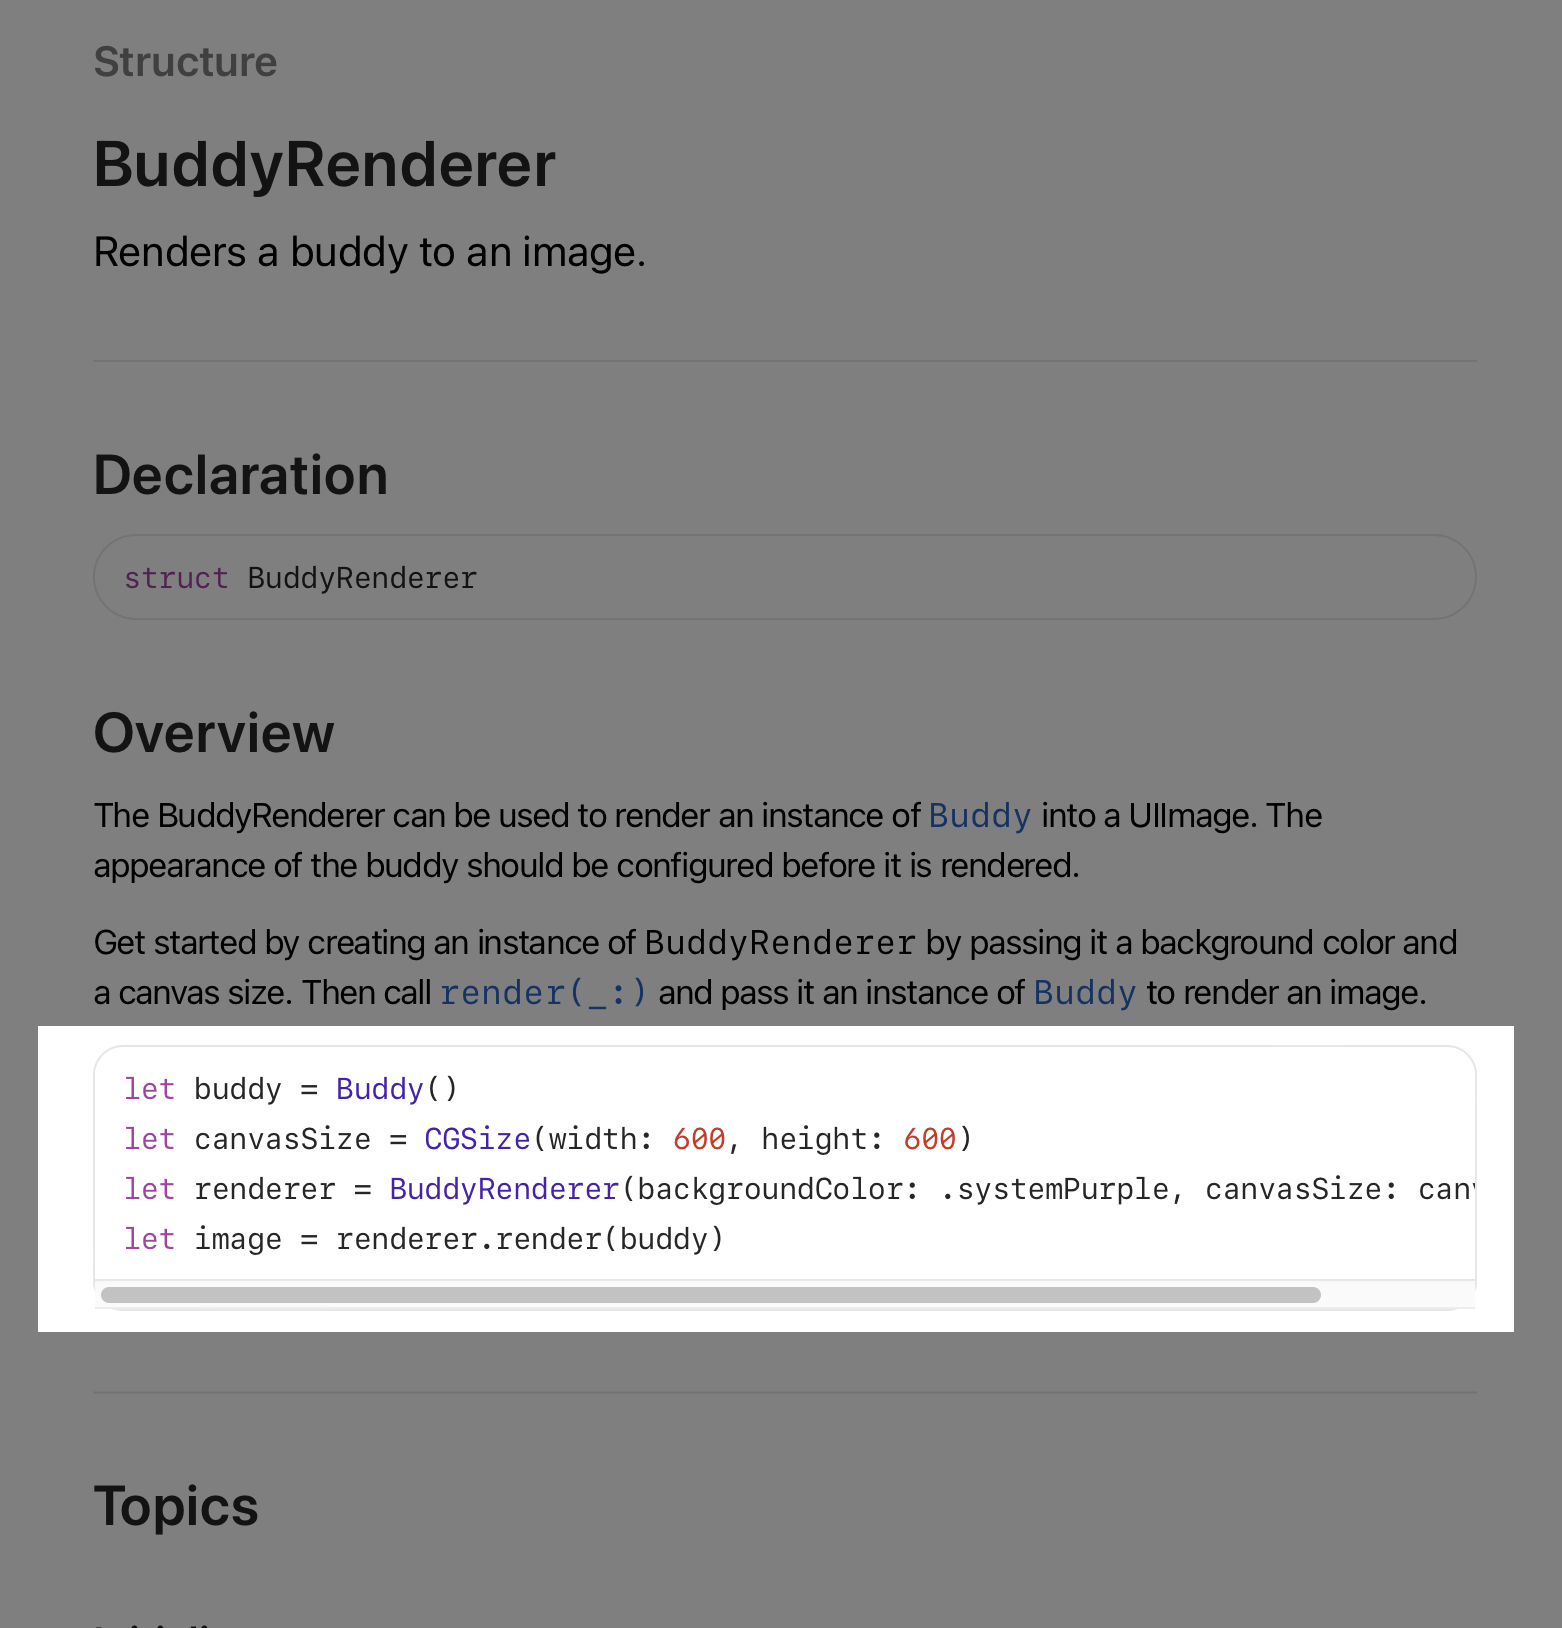 Structure
BuddyRenderer
Renders a buddy to an image.
Declaration
struct BuddyRenderer
Overview
The BuddyRenderer can be used to render an instance of Buddy into a UIImage. The
appearance of the buddy should be configured before it is rendered.
Get started by creating an instance of BuddyRenderer by passing it a background color and
a canvas size. Then call render(_:) and pass it an instance of Buddy to render an image.
let buddy = Buddy()
let canvasSize = CGSize(width: 600, height: 600)
let renderer = BuddyRenderer(backgroundColor: .systemPurple, canvasSize: can
let image = renderer.render(buddy)
Topics